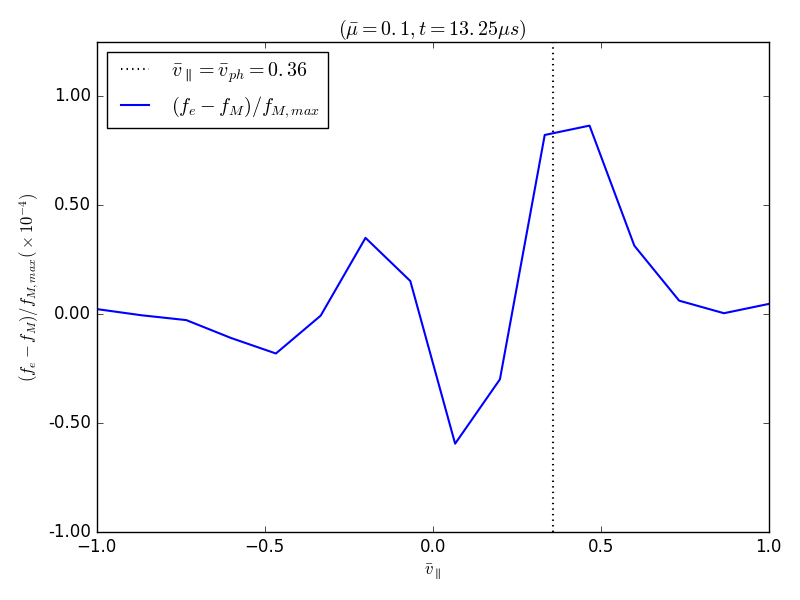 (μ̄ = 0.1, t = 13.25μs)
v̄∥ = v̄ph = 0.36
(fe − fM)/fM,max
(fe − fM)/fM,max(×10⁻⁴)
1.00
0.50
0.00
-0.50
-1.00
−1.0 −0.5 0.0 0.5 1.0
v̄∥